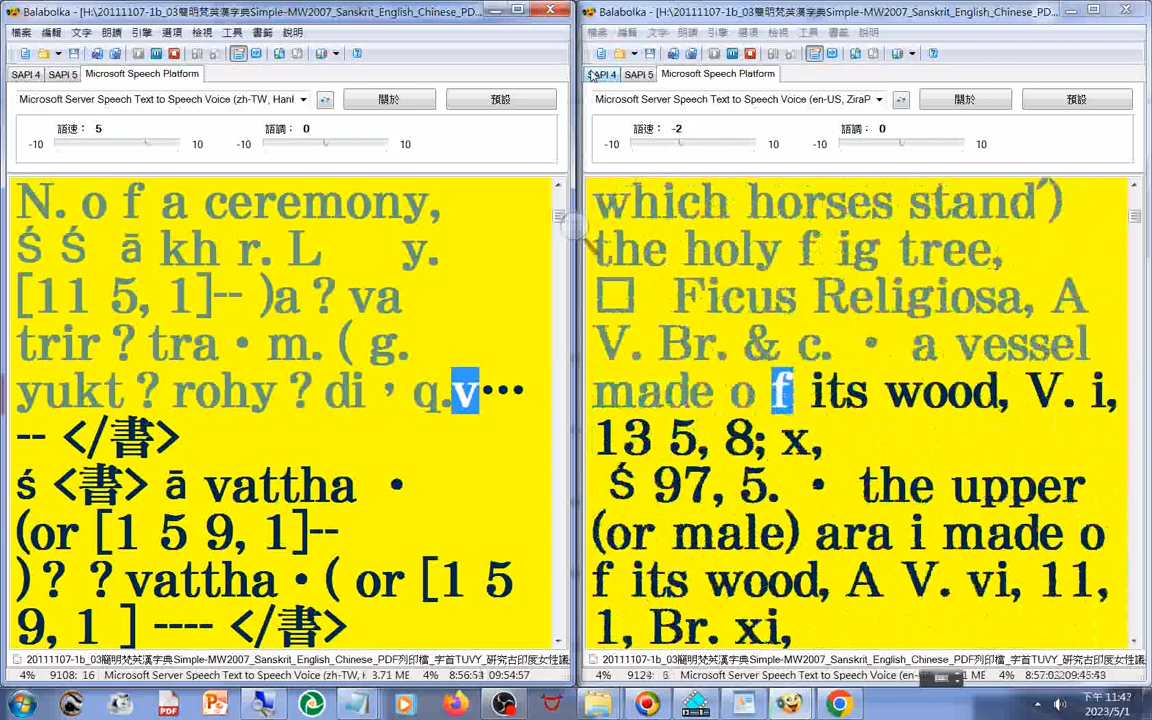 Balabolka - [H:\20111107-1b_03簡明梵英漢字典Simple-MW2007_Sanskrit_English_Chinese_PD...
檔案 編輯 文字 朗讀 引擎 選項 檢視 工具 書籤 說明
SAPI 4 SAPI 5 Microsoft Speech Platform
Microsoft Server Speech Text to Speech Voice (zh-TW, Hanl
關於 預設
語速： 5 語調： 0
-10 10 -10 10
N. o f a ceremony,
Ś Ś ā kh r. L y.
[11 5, 1]-- )a ? va
trir ? tra • m. ( g.
yukt ? rohy ? di , q.v…
-- </書>
ś <書> ā vattha •
(or [1 5 9, 1]--
) ? ? vattha • ( or [1 5
9, 1 ] ---- </書>
20111107-1b_03簡明梵英漢字典Simple-MW2007_Sanskrit_English_Chinese_PDF列印檔_字首TUVY_研究古印度女性議
4% 9108: 16 Microsoft Server Speech Text to Speech Voice (zh-TW, 3.71 MB 4% 8:56:53 09:54:57
Balabolka - [H:\20111107-1b_03簡明梵英漢字典Simple-MW2007_Sanskrit_English_Chinese_PD...
檔案 編輯 文字 朗讀 引擎 選項 檢視 工具 書籤 說明
SAPI 4 SAPI 5 Microsoft Speech Platform
Microsoft Server Speech Text to Speech Voice (en-US, ZiraP
關於 預設
語速： -2 語調： 0
-10 10 -10 10
which horses stand´)
the holy f ig tree,
□ Ficus Religiosa, A
V. Br. & c. • a vessel
made o f its wood, V. i,
13 5, 8; x,
Ś 97, 5. • the upper
(or male) ara i made o
f its wood, A V. vi, 11,
1, Br. xi,
20111107-1b_03簡明梵英漢字典Simple-MW2007_Sanskrit_English_Chinese_PDF列印檔_字首TUVY_研究古印度女性議
4% Microsoft Server Speech Text to Speech Voice 4% 09:45:43
PDF
下午 11:42
2023/5/1